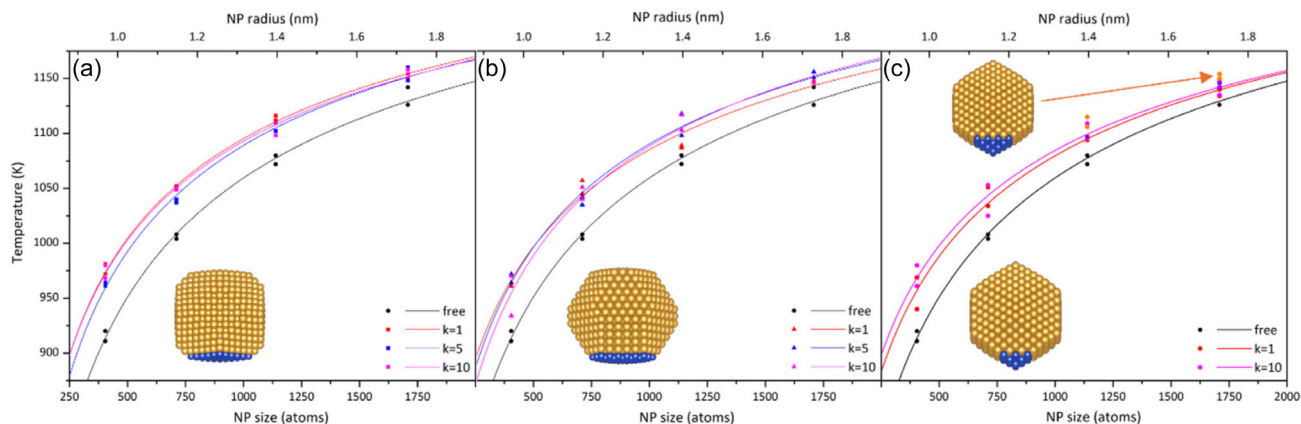 NP radius (nm)
NP radius (nm)
NP radius (nm)
1.0 1.2 1.4 1.6 1.8
1.0 1.2 1.4 1.6 1.8
1.0 1.2 1.4 1.6 1.8
(a)
(b)
(c)
Temperature (K)
1150
1100
1050
1000
950
900
free
k=1
k=5
k=10
free
k=1
k=5
k=10
free
k=1
k=10
250 500 750 1000 1250 1500 1750
250 500 750 1000 1250 1500 1750
250 500 750 1000 1250 1500 1750 2000
NP size (atoms)
NP size (atoms)
NP size (atoms)